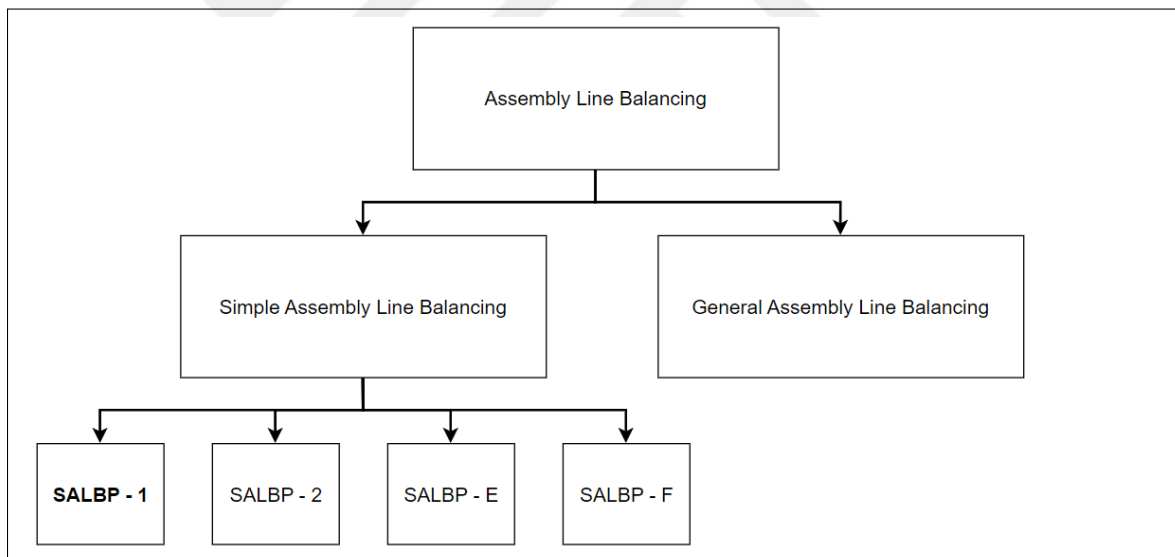 Assembly Line Balancing
Simple Assembly Line Balancing
General Assembly Line Balancing
SALBP - 1
SALBP - 2
SALBP - E
SALBP - F